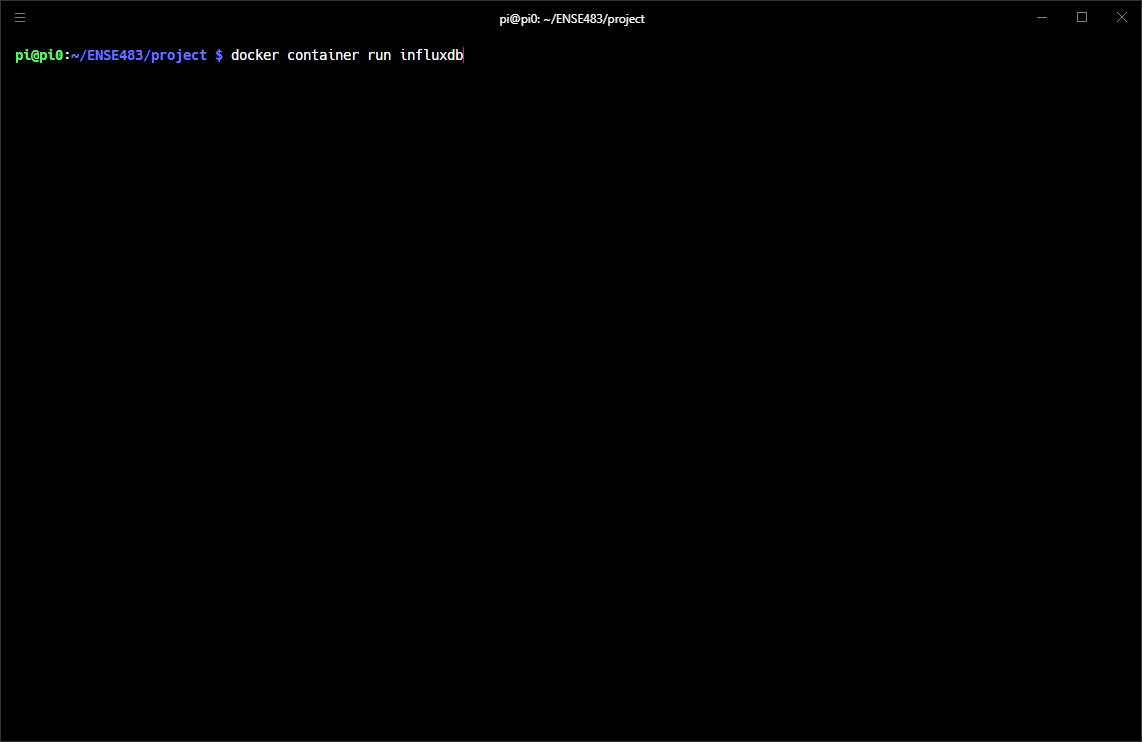 pi@pi0: ~/ENSE483/project
pi@pi0:~/ENSE483/project $ docker container run influxdb